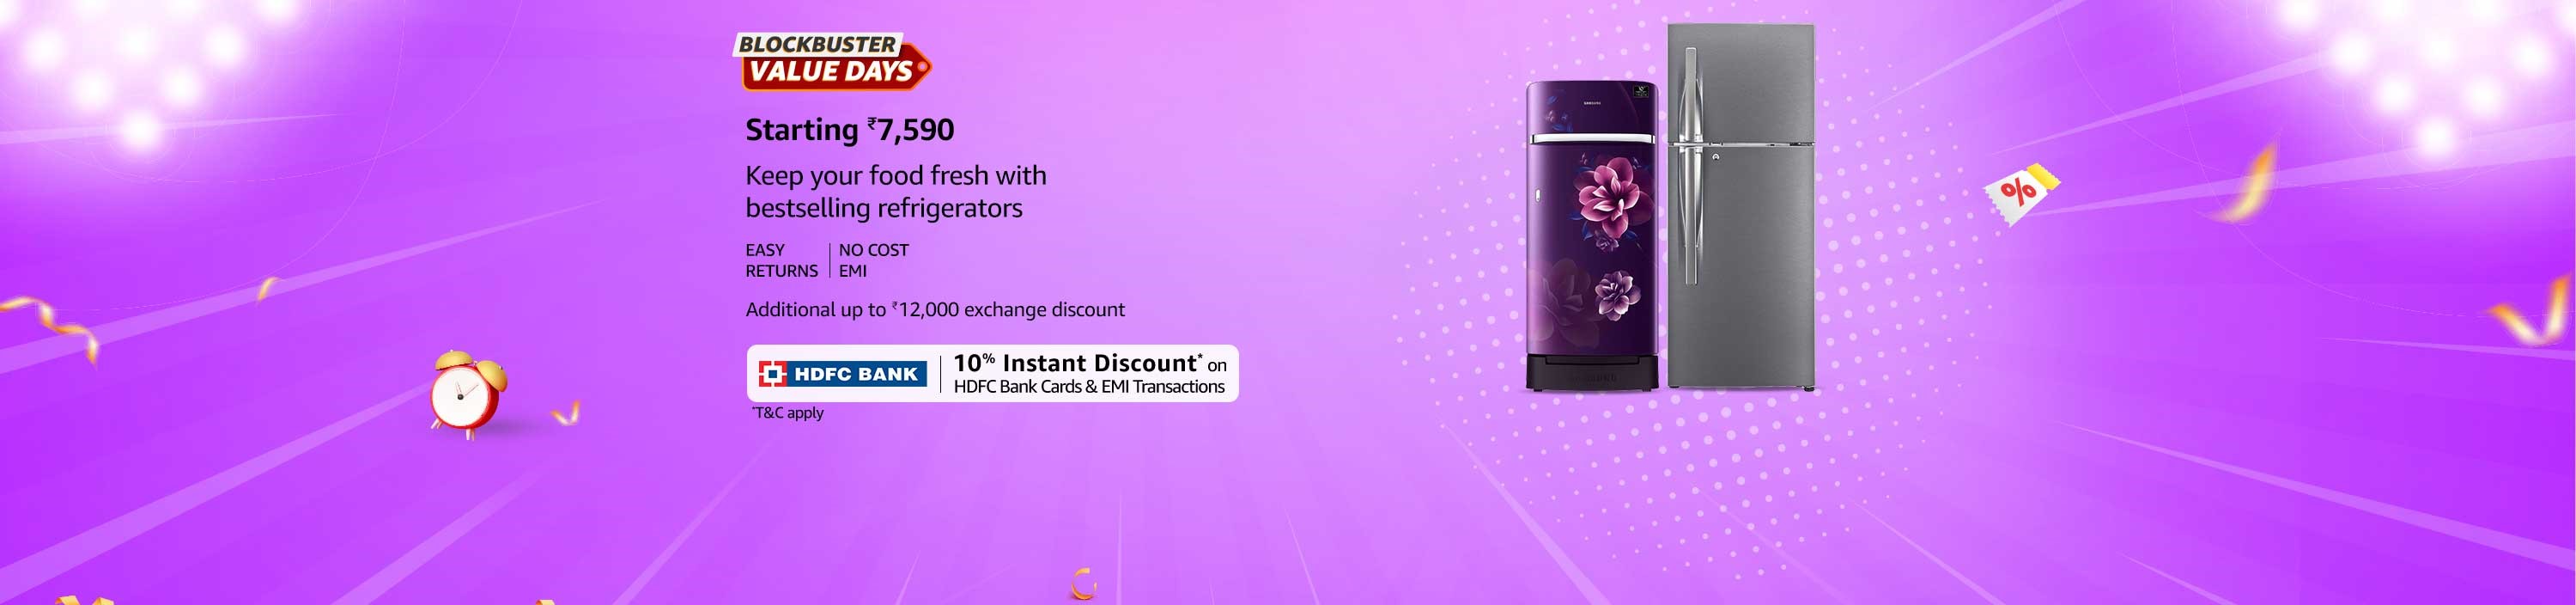 BLOCKBUSTER
VALUE DAYS
Starting ₹7,590
Keep your food fresh with
bestselling refrigerators
EASY
RETURNS
NO COST
EMI
Additional up to ₹12,000 exchange discount
HDFC BANK
10% Instant Discount* on
HDFC Bank Cards & EMI Transactions
*T&C apply
SAMSUNG
%